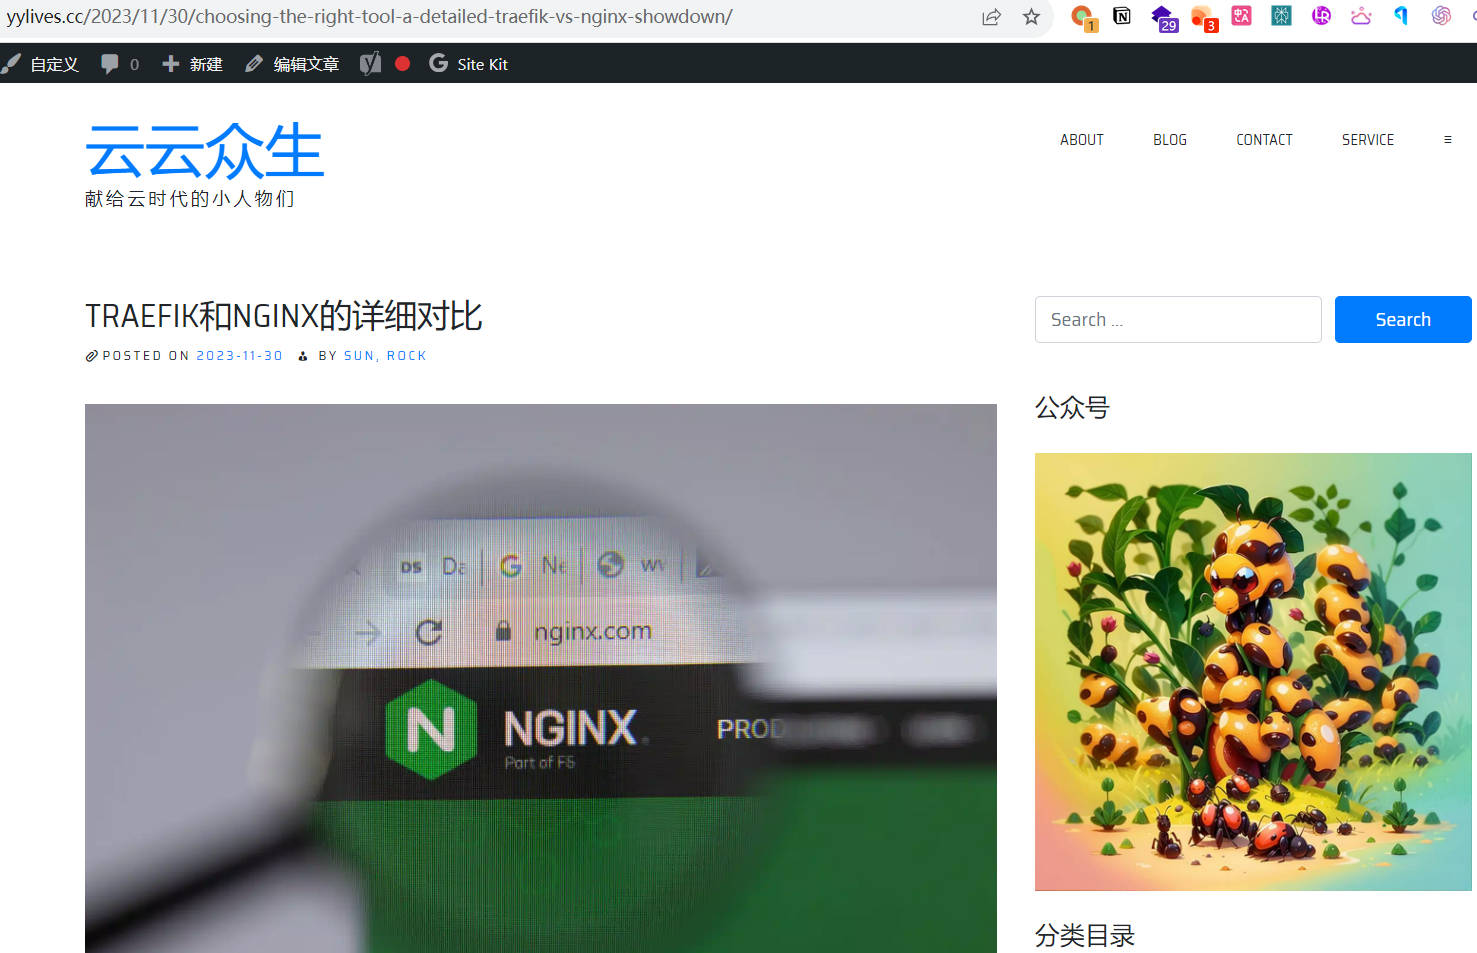 yylives.cc/2023/11/30/choosing-the-right-tool-a-detailed-traefik-vs-nginx-showdown/
1
29
3
自定义 0 新建 编辑文章 Site Kit
云云众生
献给云时代的小人物们
ABOUT BLOG CONTACT SERVICE
TRAEFIK和NGINX的详细对比
POSTED ON 2023-11-30 BY SUN, ROCK
Search ...
Search
公众号
DS Da G Ne
nginx.com
N NGINX
Part of F5
PROD
分类目录